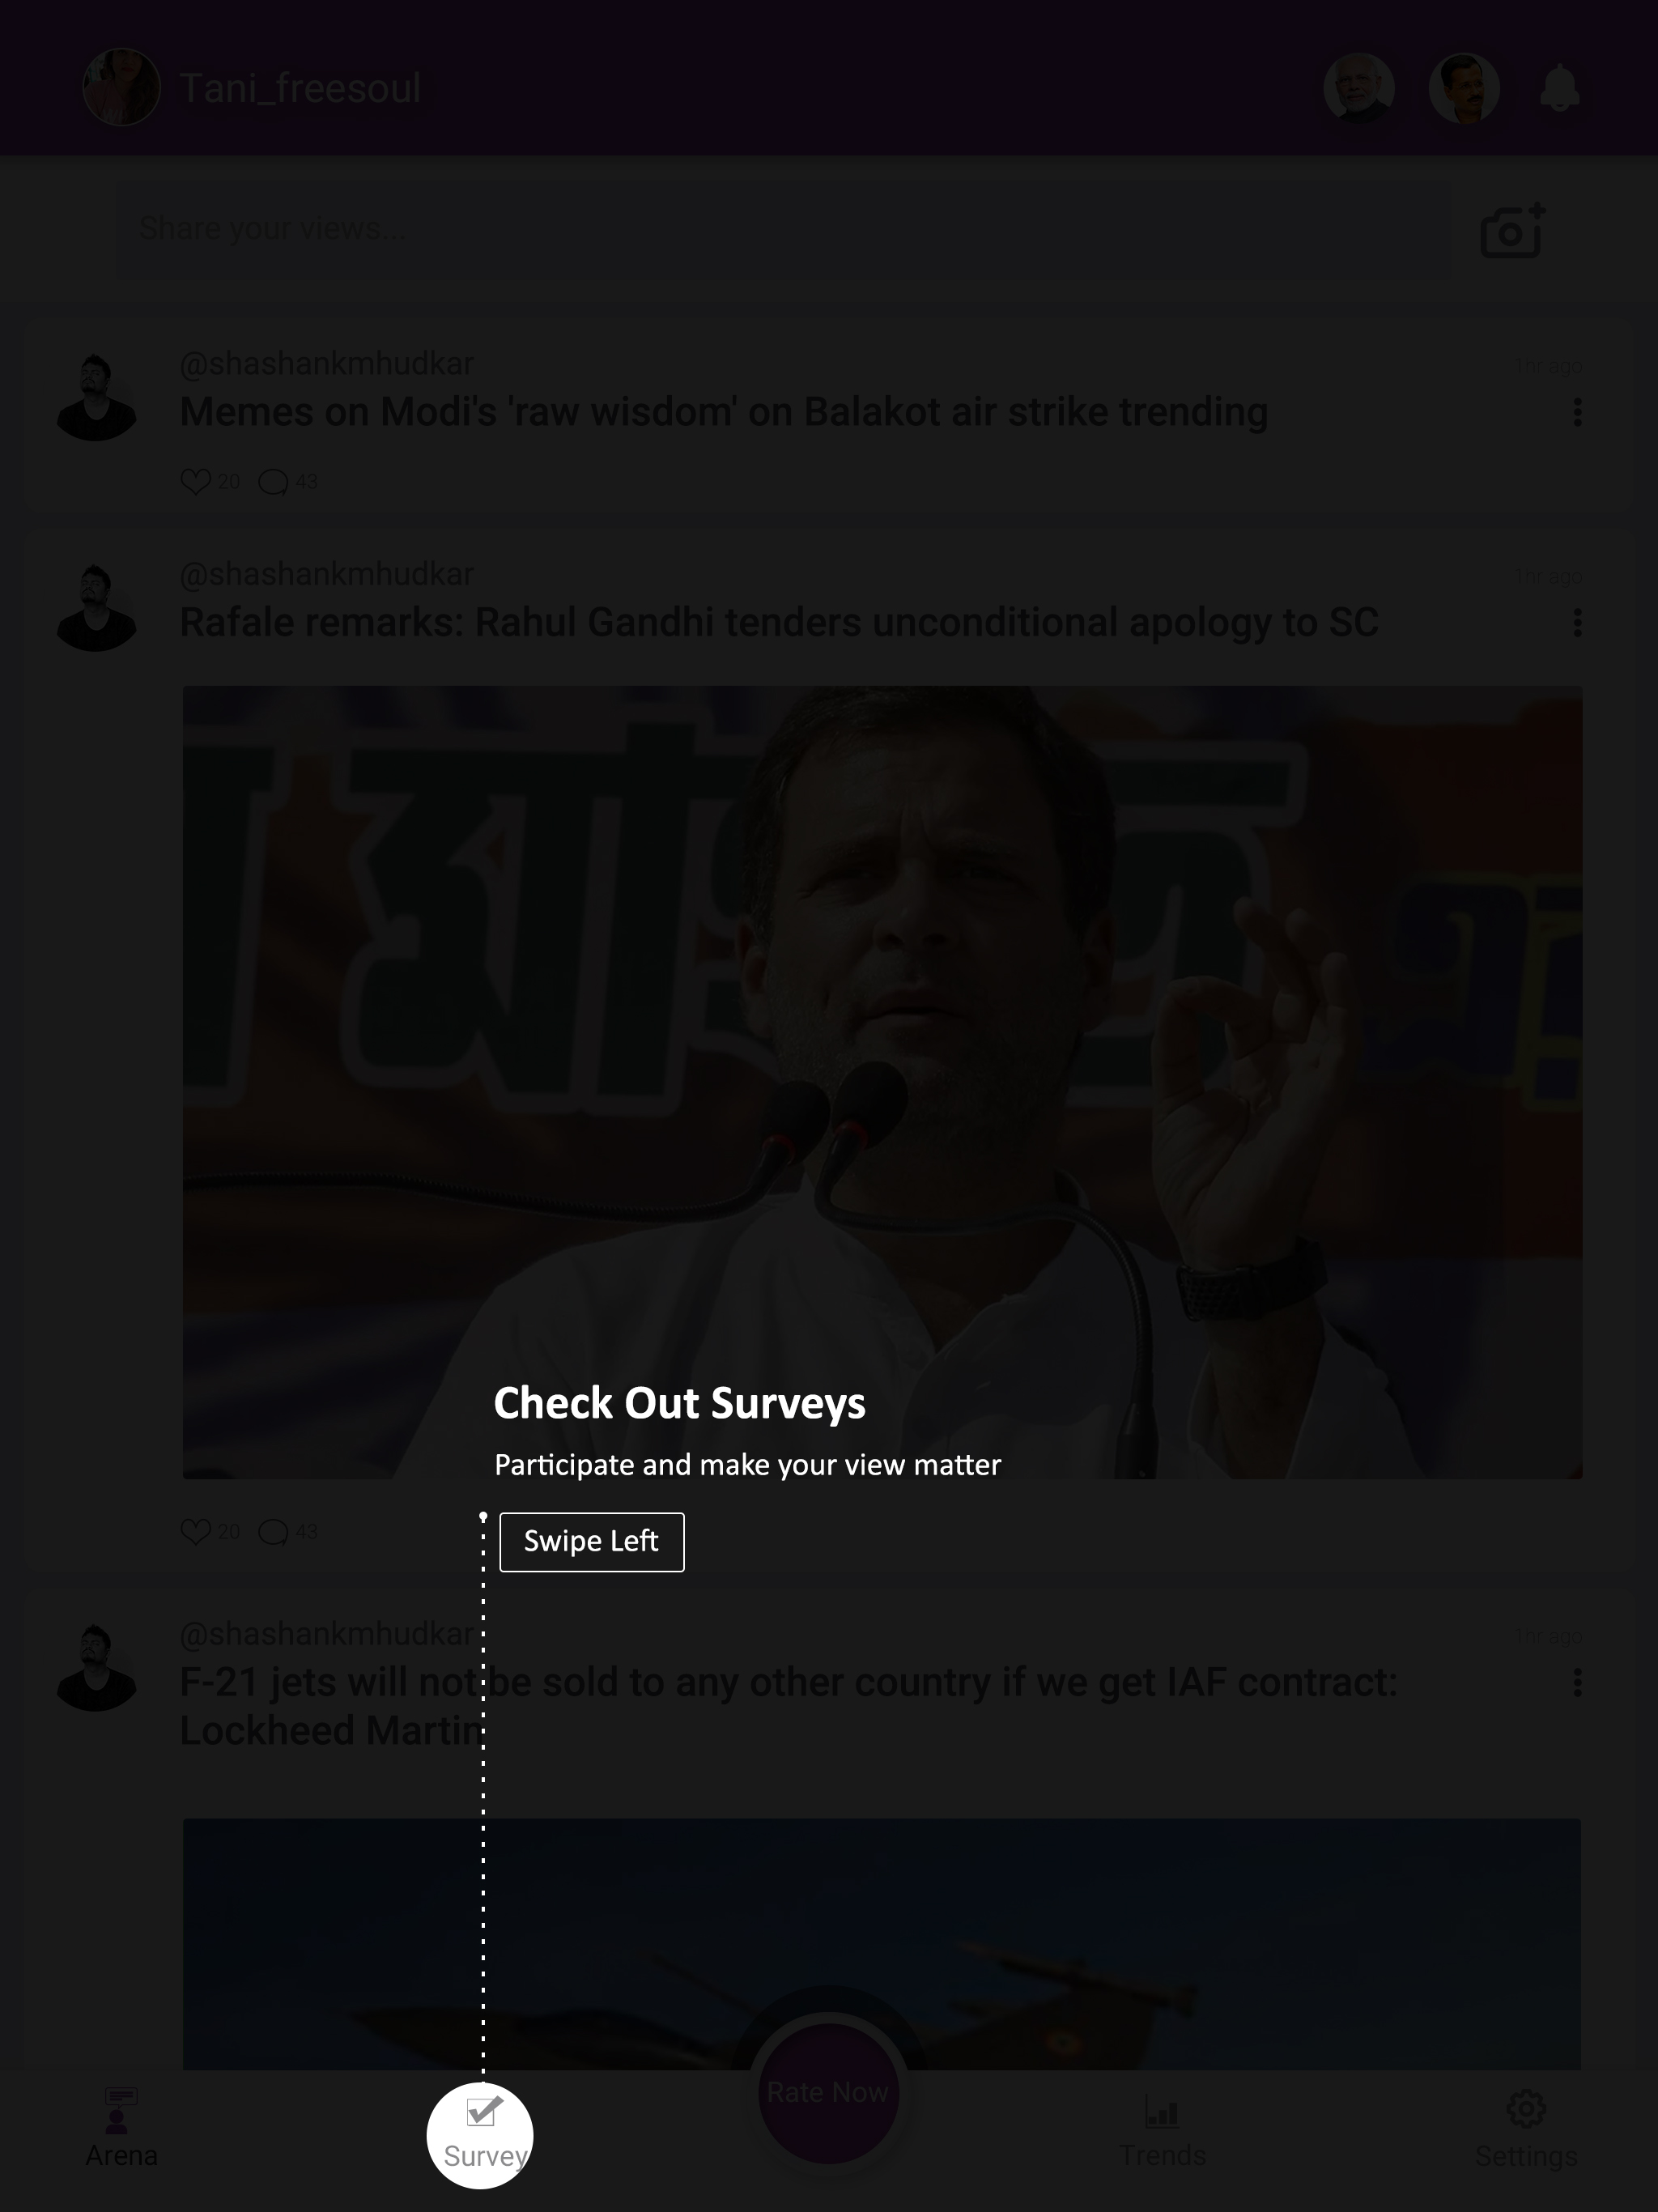 Tani_freesoul
Share your views...
@shashankmhudkar
1hr ago
Memes on Modi's 'raw wisdom' on Balakot air strike trending
20 43
@shashankmhudkar
1hr ago
Rafale remarks: Rahul Gandhi tenders unconditional apology to SC
Check Out Surveys
Participate and make your view matter
Swipe Left
20 43
@shashankmhudkar
1hr ago
F-21 jets will not be sold to any other country if we get IAF contract:
Lockheed Martin
Rate Now
Arena
Survey
Trends
Settings